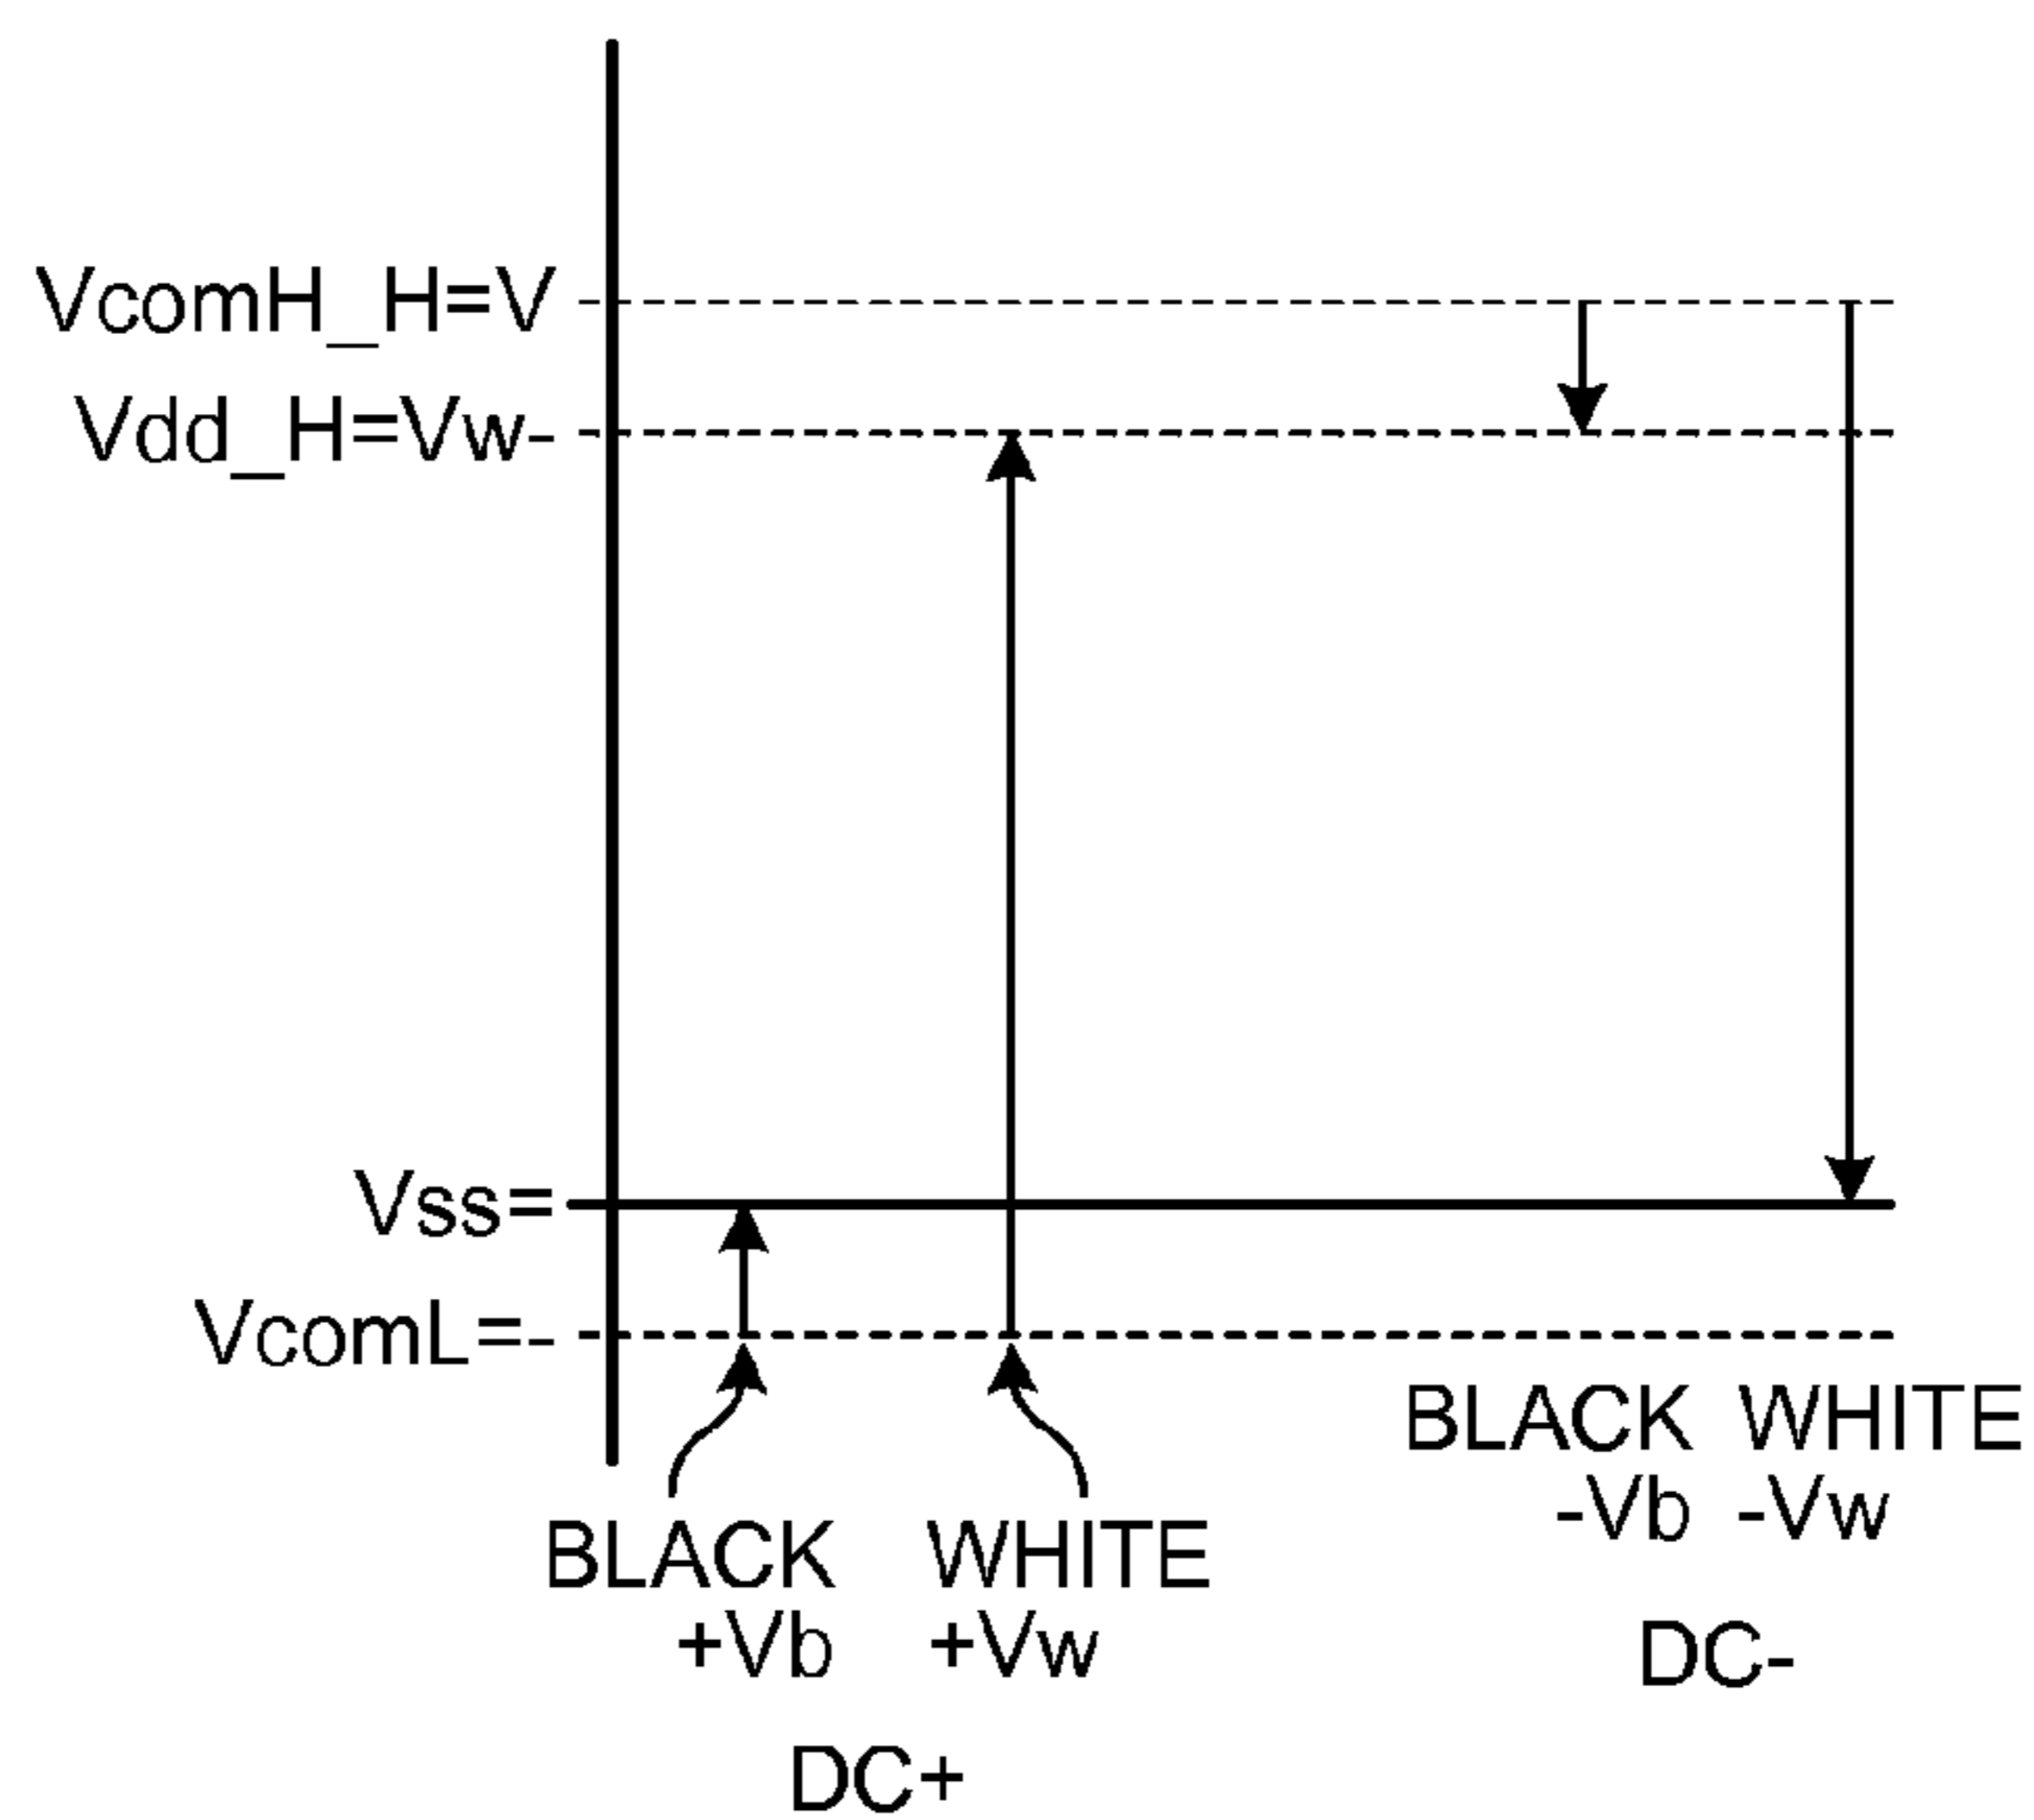 VcomH_H=V
Vdd_H=Vw-
Vss=
VcomL=-
BLACK WHITE
-Vb -Vw
BLACK WHITE
+Vb +Vw
DC-
DC+